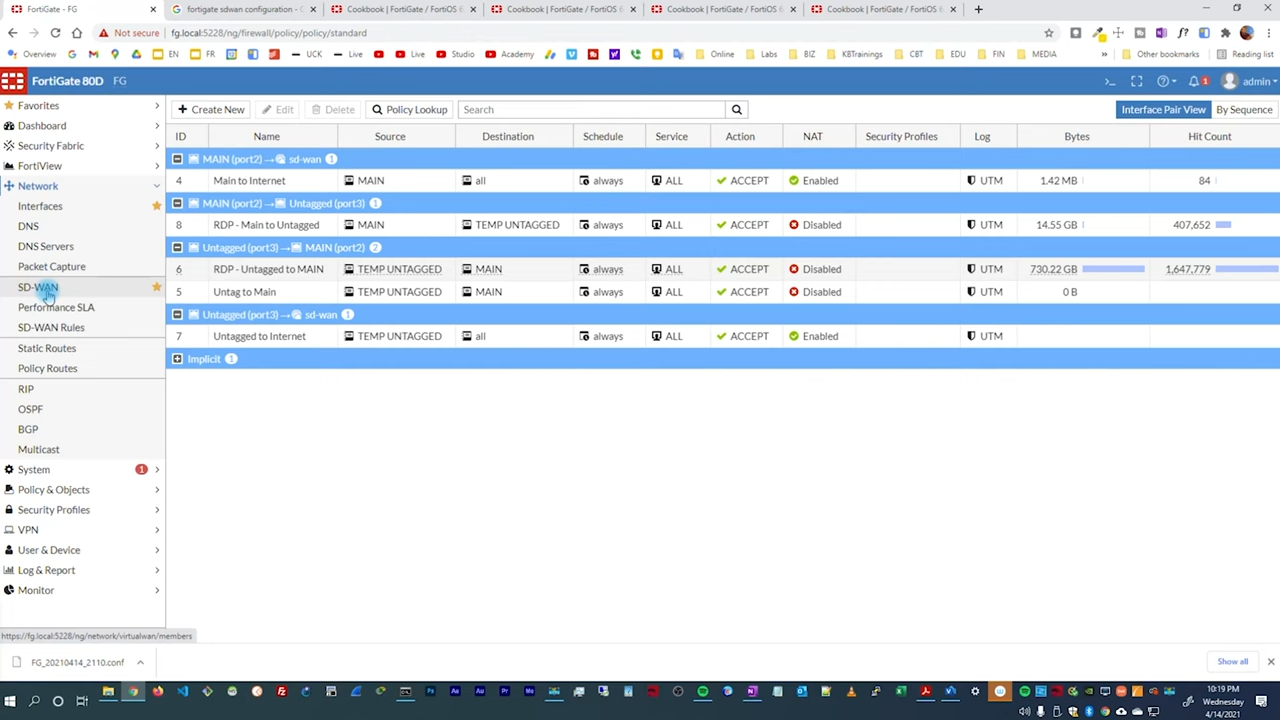 FortiGate - FG
fortigate sdwan configuration - G
Cookbook | FortiGate / FortiOS 6
Cookbook | FortiGate / FortiOS 6
Cookbook | FortiGate / FortiOS 6
Cookbook | FortiGate / FortiOS 6
Not secure | fg.local:5228/ng/firewall/policy/policy/standard
Overview EN FR UCK Live Live Studio Academy Online Labs BIZ KBTrainings CBT EDU FIN MEDIA Other bookmarks Reading list
FortiGate 80D FG 1 admin
Favorites
Dashboard
Security Fabric
FortiView
Network
Interfaces
DNS
DNS Servers
Packet Capture
SD-WAN
Performance SLA
SD-WAN Rules
Static Routes
Policy Routes
RIP
OSPF
BGP
Multicast
System 1
Policy & Objects
Security Profiles
VPN
User & Device
Log & Report
Monitor
Create New Edit Delete Policy Lookup Search Interface Pair View By Sequence
ID Name Source Destination Schedule Service Action NAT Security Profiles Log Bytes Hit Count
MAIN (port2) → sd-wan 1
4 Main to Internet MAIN all always ALL ACCEPT Enabled UTM 1.42 MB 84
MAIN (port2) → Untagged (port3) 1
8 RDP - Main to Untagged MAIN TEMP UNTAGGED always ALL ACCEPT Disabled UTM 14.55 GB 407,652
Untagged (port3) → MAIN (port2) 2
6 RDP - Untagged to MAIN TEMP UNTAGGED MAIN always ALL ACCEPT Disabled UTM 730.22 GB 1,647,779
5 Untag to Main TEMP UNTAGGED MAIN always ALL ACCEPT Disabled UTM 0 B
Untagged (port3) → sd-wan 1
7 Untagged to Internet TEMP UNTAGGED all always ALL ACCEPT Enabled UTM
Implicit 1
https://fg.local:5228/ng/network/virtualwan/members
FG_20210414_2110.conf
Show all
10:19 PM
Wednesday
4/14/2021